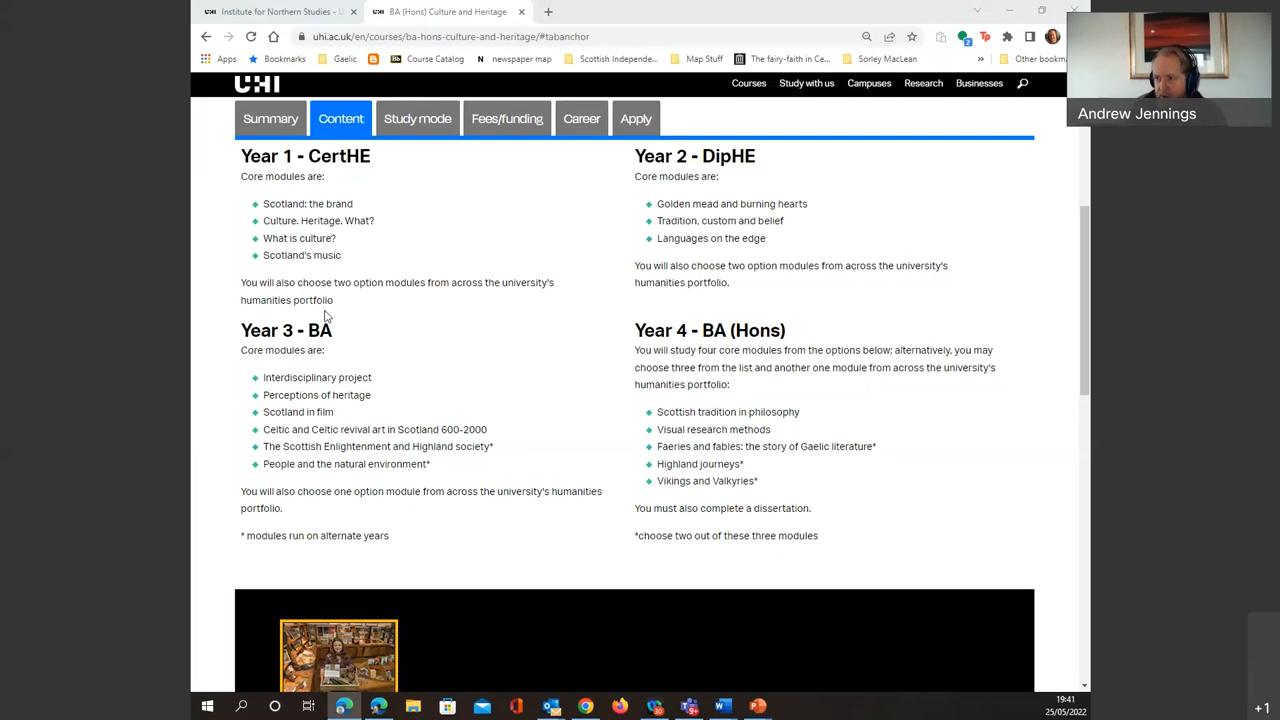 Institute for Northern Studies - U
BA (Hons) Culture and Heritage
uhi.ac.uk/en/courses/ba-hons-culture-and-heritage/#tabanchor
Apps
Bookmarks
Gaelic
Course Catalog
newspaper map
Scottish Independe...
Map Stuff
The fairy-faith in Ce...
Sorley MacLean
Other bookm
UHI
Courses
Study with us
Campuses
Research
Businesses
Andrew Jennings
Summary
Content
Study mode
Fees/funding
Career
Apply
Year 1 - CertHE
Core modules are:
Scotland: the brand
Culture. Heritage. What?
What is culture?
Scotland's music
You will also choose two option modules from across the university's
humanities portfolio
Year 2 - DipHE
Core modules are:
Golden mead and burning hearts
Tradition, custom and belief
Languages on the edge
You will also choose two option modules from across the university's
humanities portfolio.
Year 3 - BA
Core modules are:
Interdisciplinary project
Perceptions of heritage
Scotland in film
Celtic and Celtic revival art in Scotland 600-2000
The Scottish Enlightenment and Highland society*
People and the natural environment*
You will also choose one option module from across the university's humanities
portfolio.
* modules run on alternate years
Year 4 - BA (Hons)
You will study four core modules from the options below; alternatively, you may
choose three from the list and another one module from across the university's
humanities portfolio:
Scottish tradition in philosophy
Visual research methods
Faeries and fables: the story of Gaelic literature*
Highland journeys*
Vikings and Valkyries*
You must also complete a dissertation.
*choose two out of these three modules
19:41
25/05/2022
+1